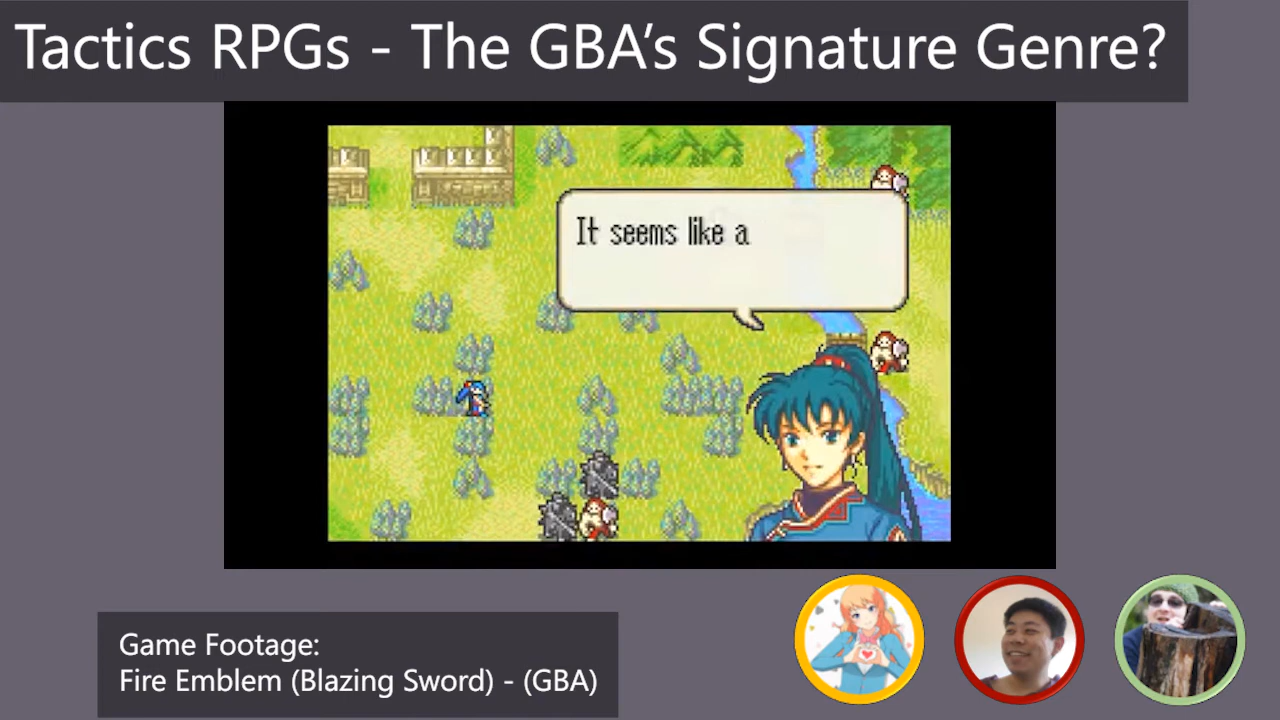 Tactics RPGs - The GBA's Signature Genre?
It seems like a
Game Footage:
Fire Emblem (Blazing Sword) - (GBA)